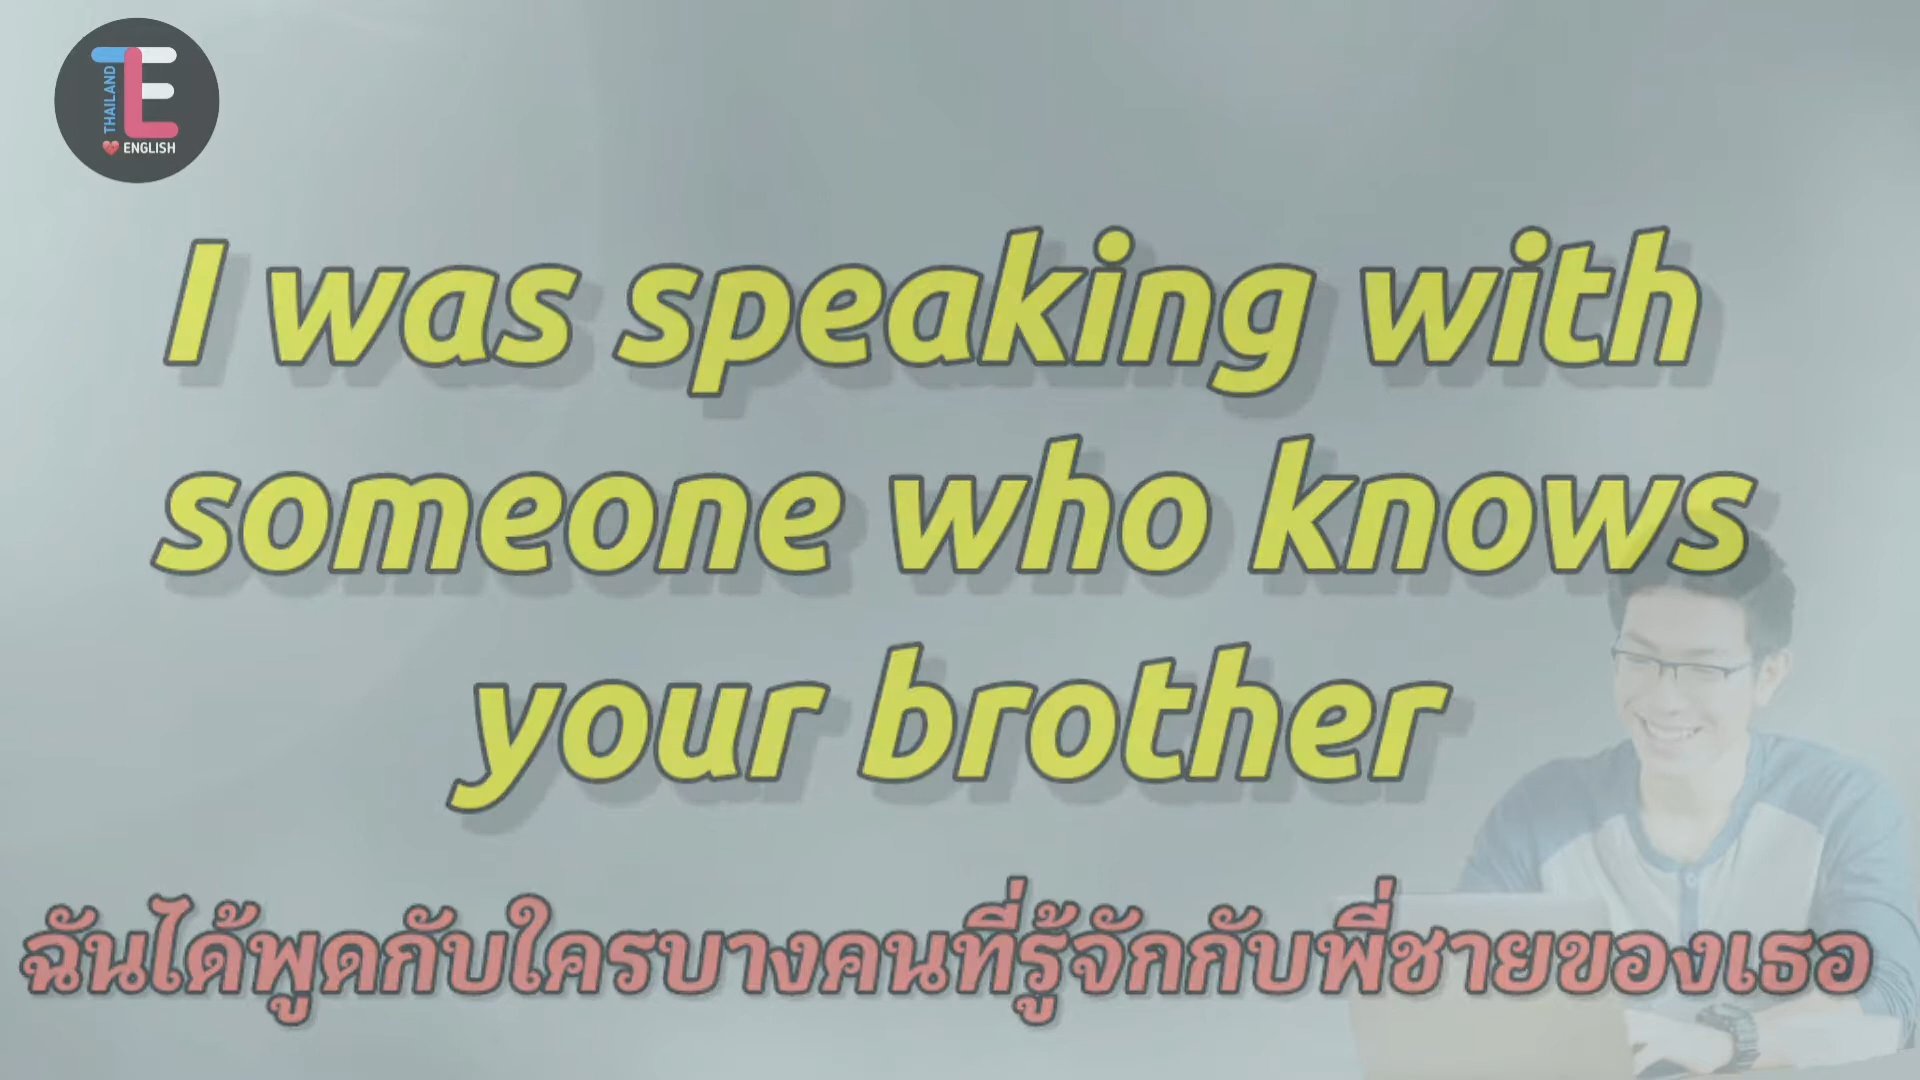 TE
THAILAND
❤ ENGLISH
I was speaking with
someone who knows
your brother
ฉันได้พูดกับใครบางคนที่รู้จักกับพี่ชายของเธอ